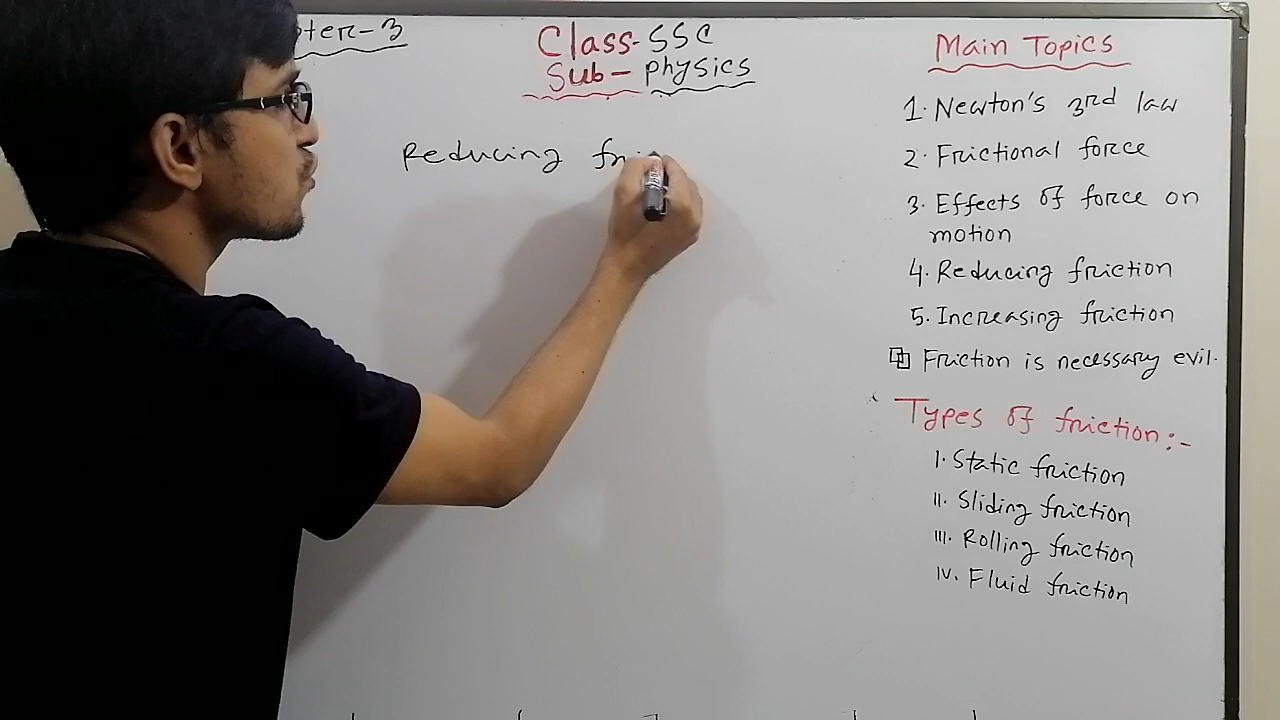 Class-SSC
Sub- physics
Reducing
Main Topics
1. Newton's 3rd law
2. Frictional force
3. Effects of force on
motion
4. Reducing friction
5. Increasing friction
Friction is necessary evil.
Types of friction:-
I. Static friction
II. Sliding friction
III. Rolling friction
IV. Fluid friction